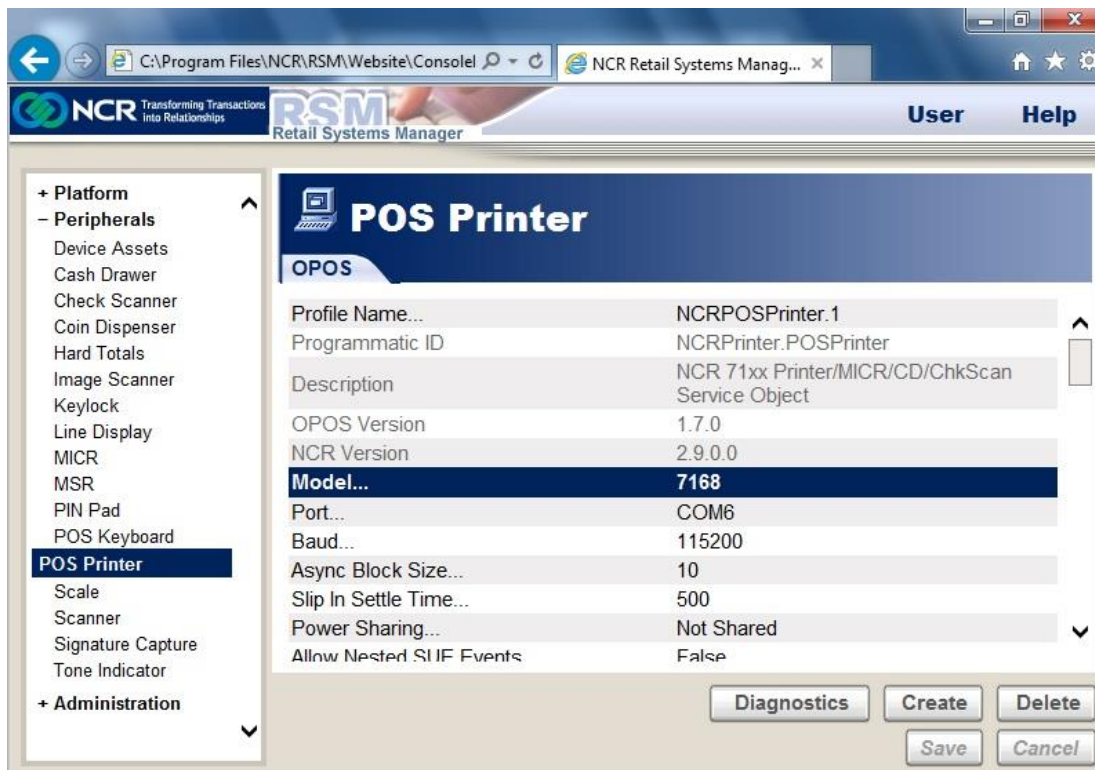 C:\Program Files\NCR\RSM\Website\Consolel
NCR Retail Systems Manag...
NCR Transforming Transactions into Relationships
RSM
Retail Systems Manager
User Help
+ Platform
– Peripherals
Device Assets
Cash Drawer
Check Scanner
Coin Dispenser
Hard Totals
Image Scanner
Keylock
Line Display
MICR
MSR
PIN Pad
POS Keyboard
POS Printer
Scale
Scanner
Signature Capture
Tone Indicator
+ Administration
POS Printer
OPOS
Profile Name... NCRPOSPrinter.1
Programmatic ID NCRPrinter.POSPrinter
Description NCR 71xx Printer/MICR/CD/ChkScan
Service Object
OPOS Version 1.7.0
NCR Version 2.9.0.0
Model... 7168
Port... COM6
Baud... 115200
Async Block Size... 10
Slip In Settle Time... 500
Power Sharing... Not Shared
Allow Nested SUE Events False
Diagnostics Create Delete
Save Cancel